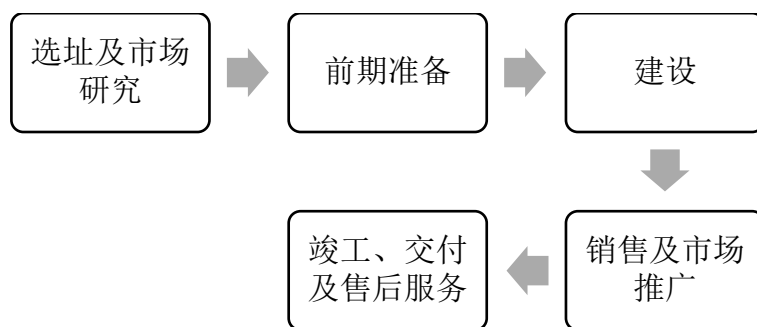 选址及市场
研究
前期准备
建设
销售及市场
推广
竣工、交付
及售后服务